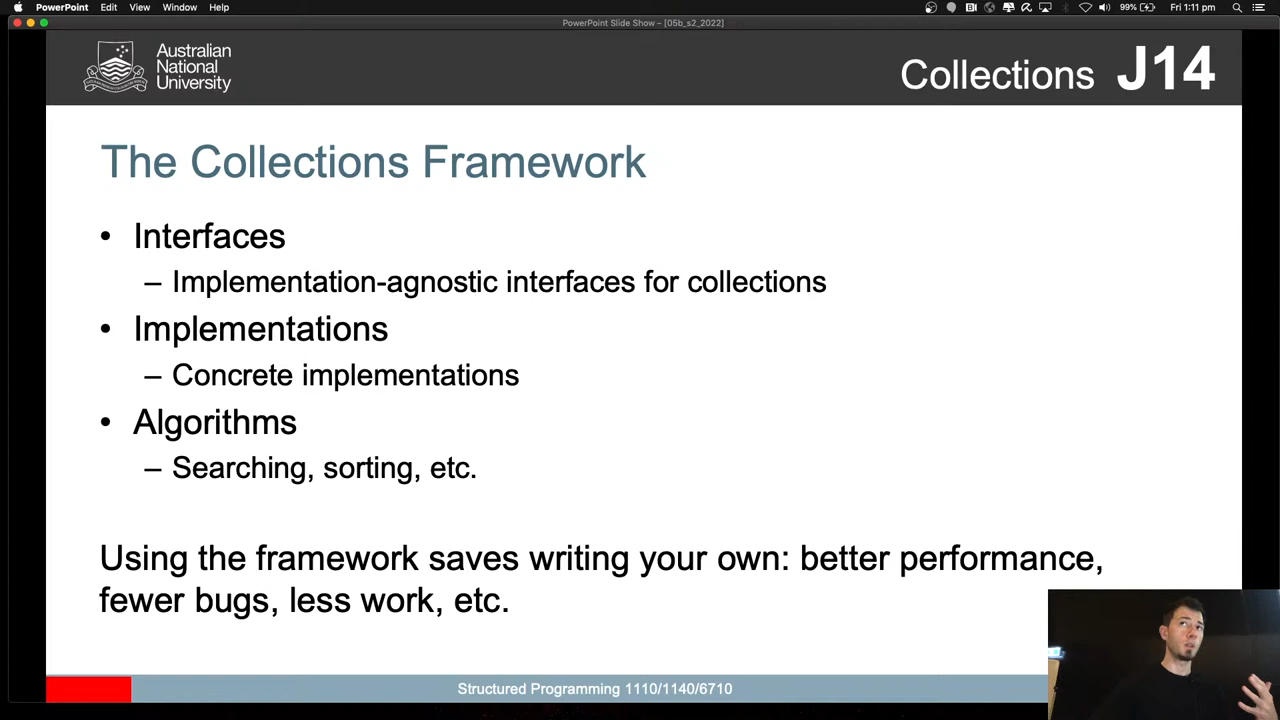 PowerPoint File Edit View Window Help 99% Fri 1:11 pm
PowerPoint Slide Show – [05b_s2_2022]
Australian
National
University
Collections J14
The Collections Framework
• Interfaces
– Implementation-agnostic interfaces for collections
• Implementations
– Concrete implementations
• Algorithms
– Searching, sorting, etc.
Using the framework saves writing your own: better performance,
fewer bugs, less work, etc.
Structured Programming 1110/1140/6710